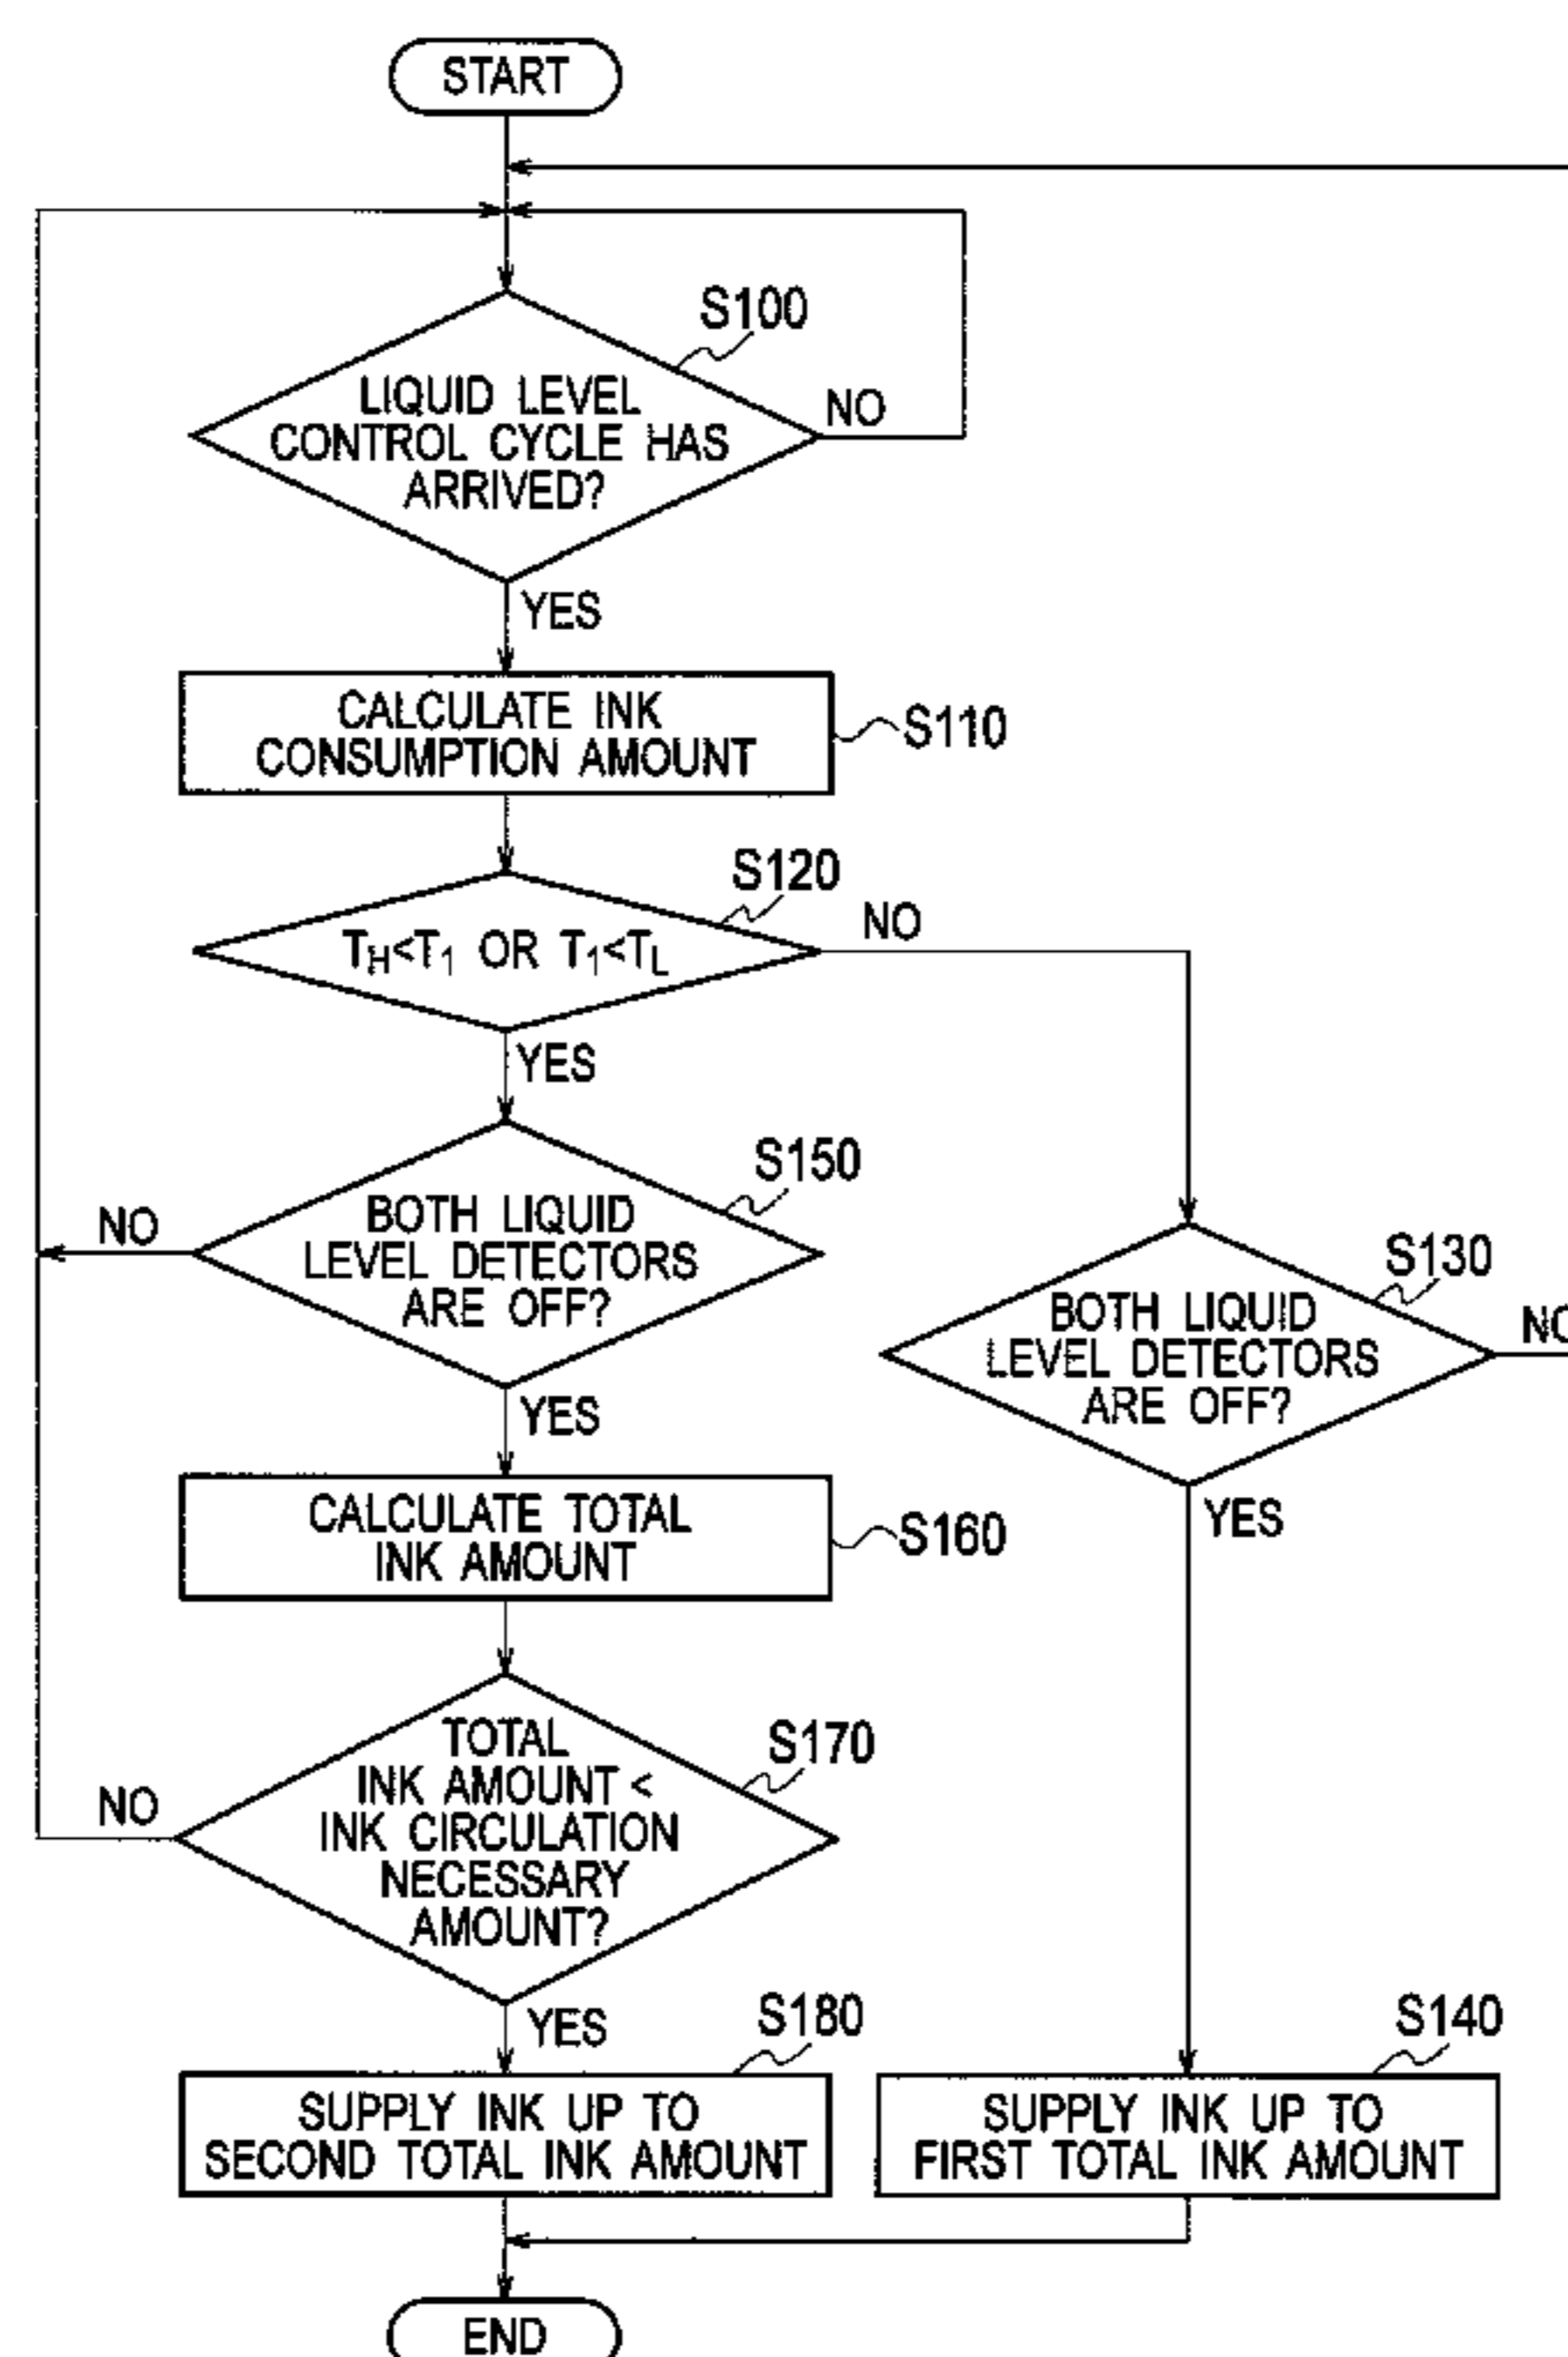 START
S100
LIQUID LEVEL
CONTROL CYCLE HAS
ARRIVED?
NO
YES
CALCULATE INK
CONSUMPTION AMOUNT
S110
S120
TH<T1 OR T1<TL
NO
YES
S150
BOTH LIQUID
LEVEL DETECTORS
ARE OFF?
NO
YES
S130
BOTH LIQUID
LEVEL DETECTORS
ARE OFF?
NO
YES
CALCULATE TOTAL
INK AMOUNT
S160
S170
TOTAL
INK AMOUNT <
INK CIRCULATION
NECESSARY
AMOUNT?
NO
YES
S180
SUPPLY INK UP TO
SECOND TOTAL INK AMOUNT
S140
SUPPLY INK UP TO
FIRST TOTAL INK AMOUNT
END